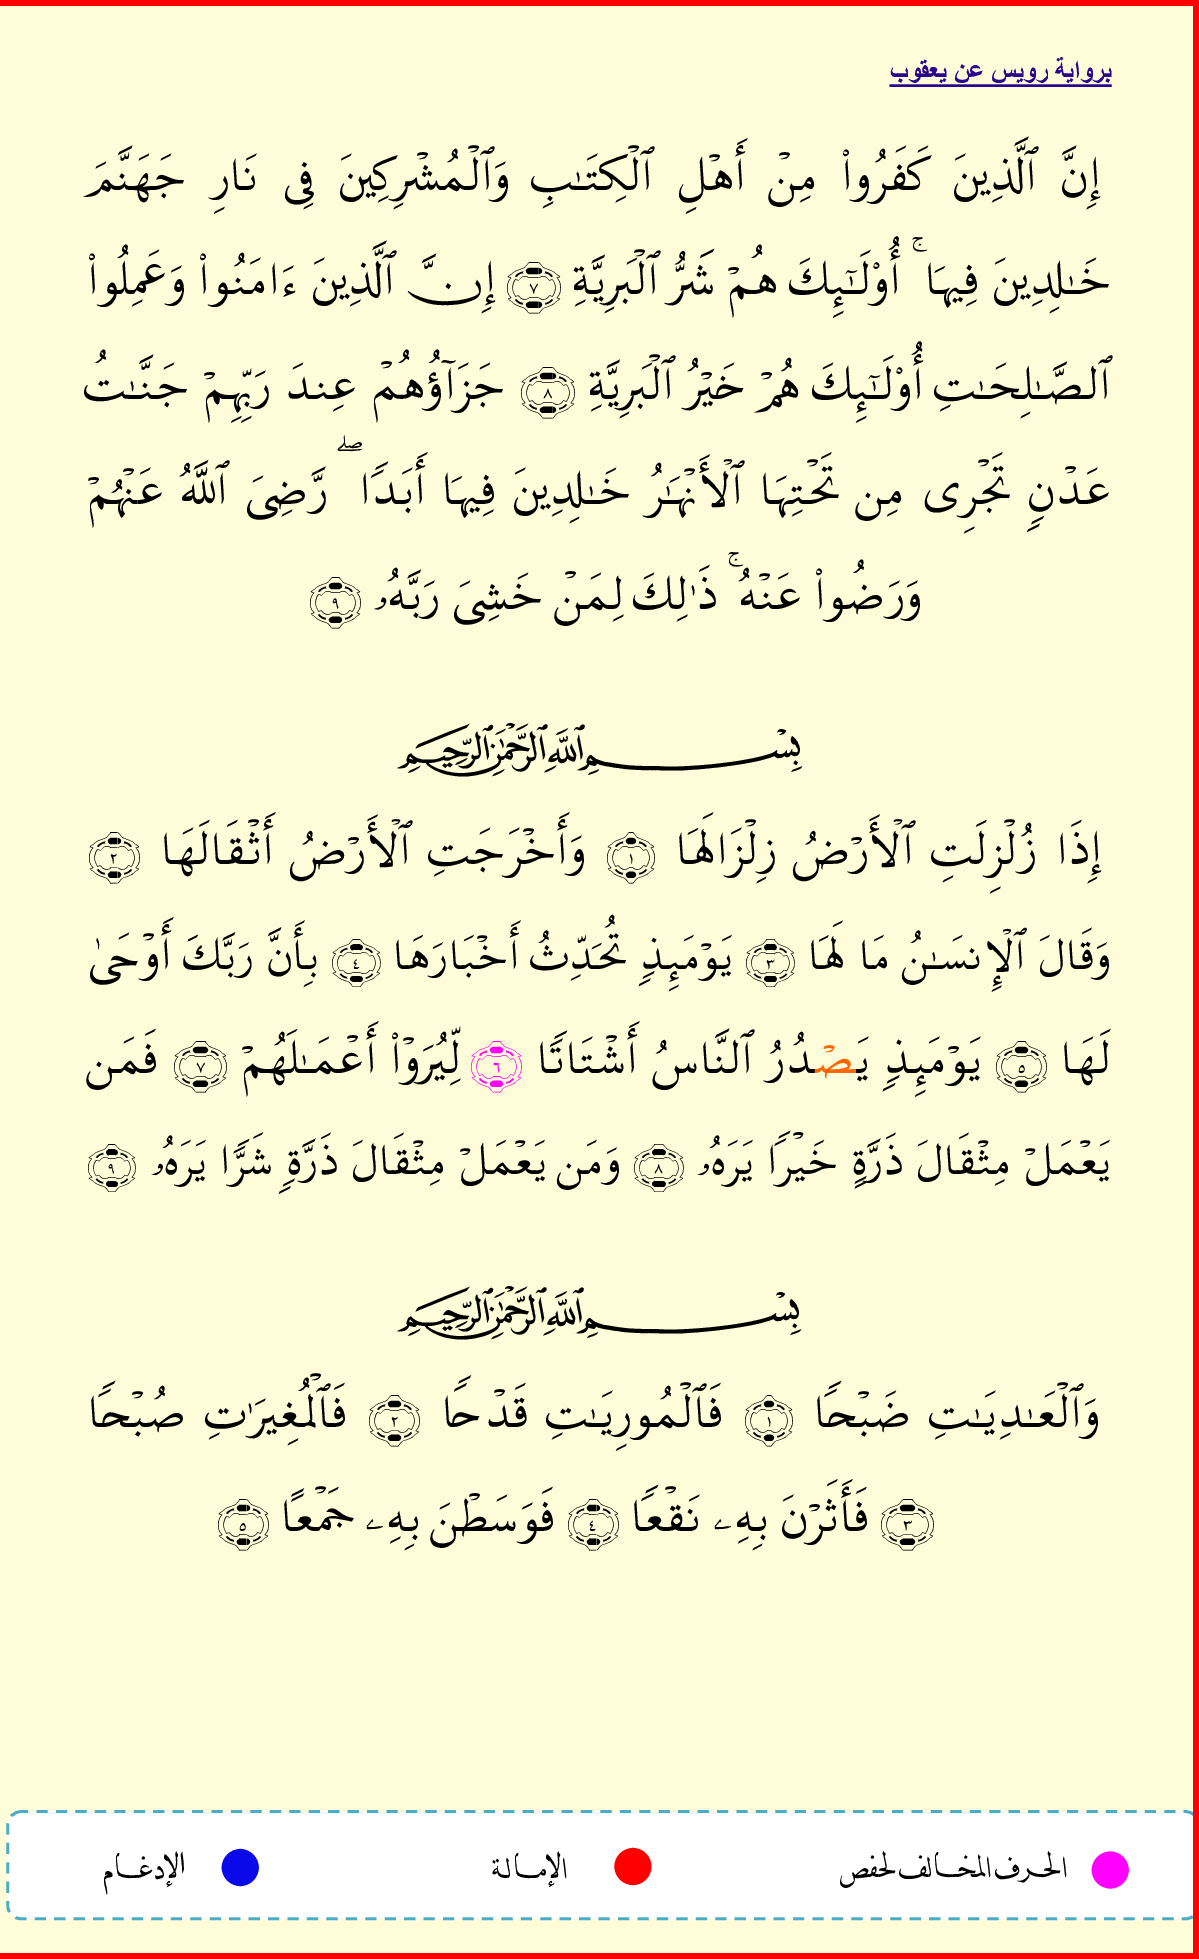 برواية رويس عن يعقوب
إِنَّ ٱلَّذِينَ كَفَرُوا۟ مِنۡ أَهۡلِ ٱلۡكِتَـٰبِ وَٱلۡمُشۡرِكِينَ فِى نَارِ جَهَنَّمَ
خَـٰلِدِينَ فِيهَاۚ أُو۟لَـٰٓئِكَ هُمۡ شَرُّ ٱلۡبَرِيَّةِ ٧ إِنَّ ٱلَّذِينَ ءَامَنُوا۟ وَعَمِلُوا۟
ٱلصَّـٰلِحَـٰتِ أُو۟لَـٰٓئِكَ هُمۡ خَيۡرُ ٱلۡبَرِيَّةِ ٨ جَزَآؤُهُمۡ عِندَ رَبِّهِمۡ جَنَّـٰتُ
عَدۡنٍ تَجۡرِى مِن تَحۡتِهَا ٱلۡأَنۡهَـٰرُ خَـٰلِدِينَ فِيهَا أَبَدًاۖ رَّضِىَ ٱللَّهُ عَنۡهُمۡ
وَرَضُوا۟ عَنۡهُۚ ذَٰلِكَ لِمَنۡ خَشِىَ رَبَّهُۥ ٩
بِسۡمِ ٱللَّهِ ٱلرَّحۡمَـٰنِ ٱلرَّحِيمِ
إِذَا زُلۡزِلَتِ ٱلۡأَرۡضُ زِلۡزَالَهَا ١ وَأَخۡرَجَتِ ٱلۡأَرۡضُ أَثۡقَالَهَا ٢
وَقَالَ ٱلۡإِنسَـٰنُ مَا لَهَا ٣ يَوۡمَئِذٍ تُحَدِّثُ أَخۡبَارَهَا ٤ بِأَنَّ رَبَّكَ أَوۡحَىٰ
لَهَا ٥ يَوۡمَئِذٍ يَصۡدُرُ ٱلنَّاسُ أَشۡتَاتًا ٦ لِّيُرَوۡا۟ أَعۡمَـٰلَهُمۡ ٧ فَمَن
يَعۡمَلۡ مِثۡقَالَ ذَرَّةٍ خَيۡرًا يَرَهُۥ ٨ وَمَن يَعۡمَلۡ مِثۡقَالَ ذَرَّةٍ شَرًّا يَرَهُۥ ٩
بِسۡمِ ٱللَّهِ ٱلرَّحۡمَـٰنِ ٱلرَّحِيمِ
وَٱلۡعَـٰدِيَـٰتِ ضَبۡحًا ١ فَٱلۡمُورِيَـٰتِ قَدۡحًا ٢ فَٱلۡمُغِيرَٰتِ صُبۡحًا
٣ فَأَثَرۡنَ بِهِۦ نَقۡعًا ٤ فَوَسَطۡنَ بِهِۦ جَمۡعًا ٥
الحرف المخالف لحفص الإمالة الإدغام